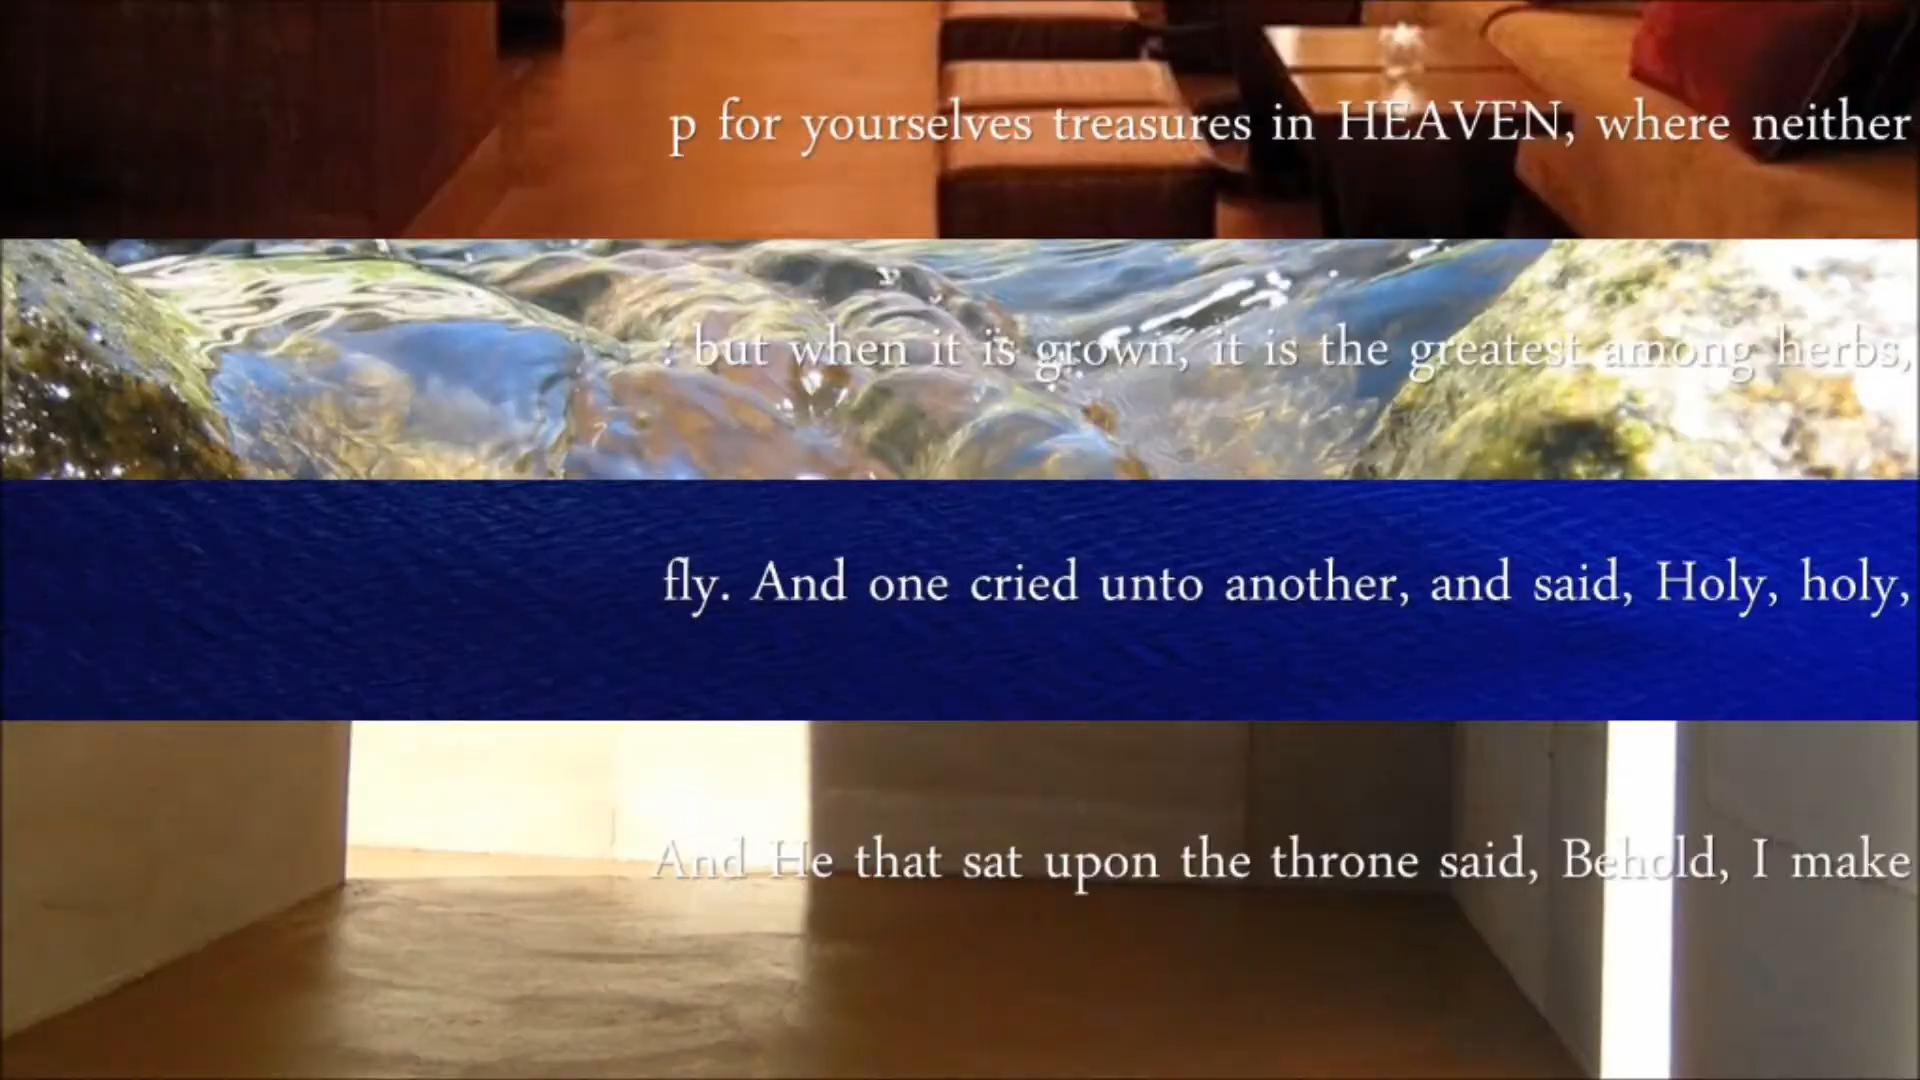 p for yourselves treasures in HEAVEN, where neither
: but when it is grown, it is the greatest among herbs,
fly. And one cried unto another, and said, Holy, holy,
And He that sat upon the throne said, Behold, I make